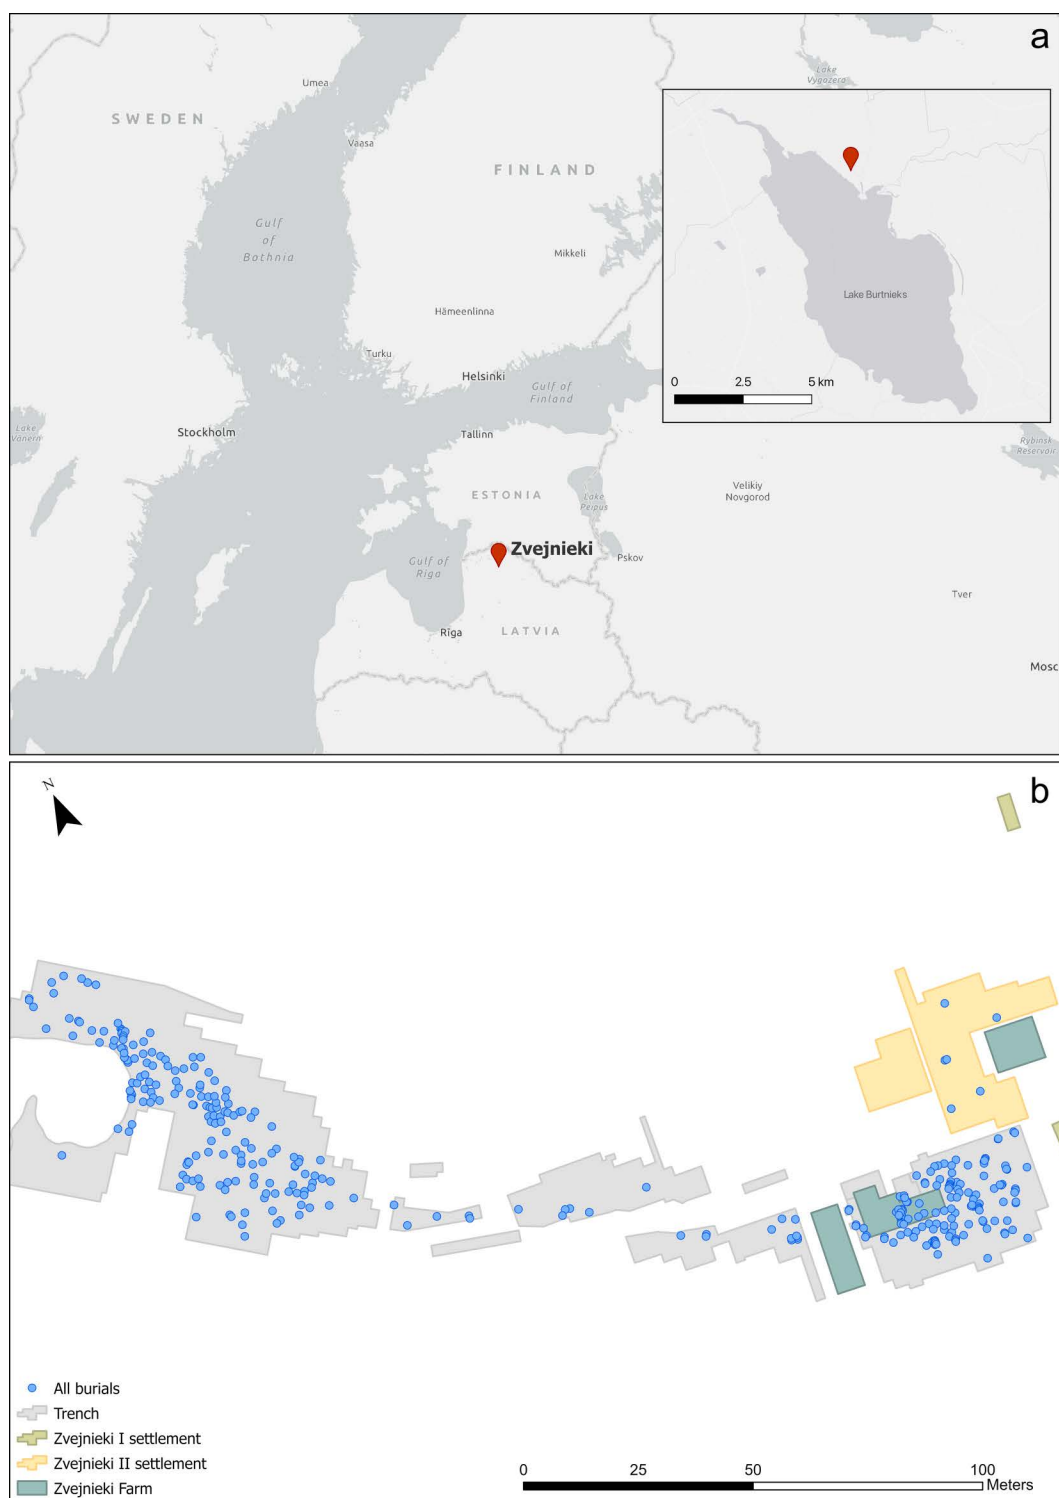 a
Umea
Lake
Vygozero
SWEDEN
Vaasa
FINLAND
Gulf
of
Bothnia
Mikkeli
Lake Burtnieks
Hämeenlinna
Turku
Helsinki
Gulf of
Finland
0 2.5 5 km
Lake
Vänern
Stockholm
Tallinn
Rybinsk
Reservoir
ESTONIA
Lake
Peipus
Velikiy
Novgorod
Zvejnieki
Gulf of
Riga
Pskov
Tver
Rīga
LATVIA
Mosc
b
N
All burials
Trench
Zvejnieki I settlement
Zvejnieki II settlement
Zvejnieki Farm
0 25 50 100
Meters